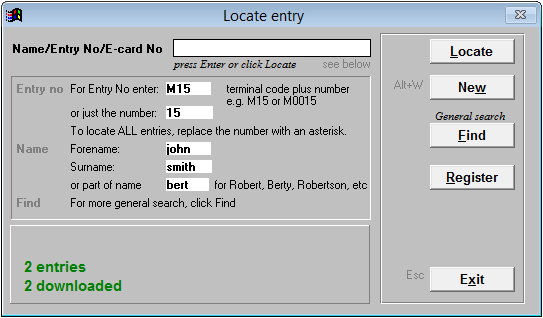 Locate entry
Name/Entry No/E-card No
press Enter or click Locate see below
Entry no For Entry No enter: M15 terminal code plus number
e.g. M15 or M0015
or just the number: 15
To locate ALL entries, replace the number with an asterisk.
Name Forename: john
Surname: smith
or part of name bert for Robert, Berty, Robertson, etc
Find For more general search, click Find
2 entries
2 downloaded
Locate
Alt+W New
General search
Find
Register
Esc Exit